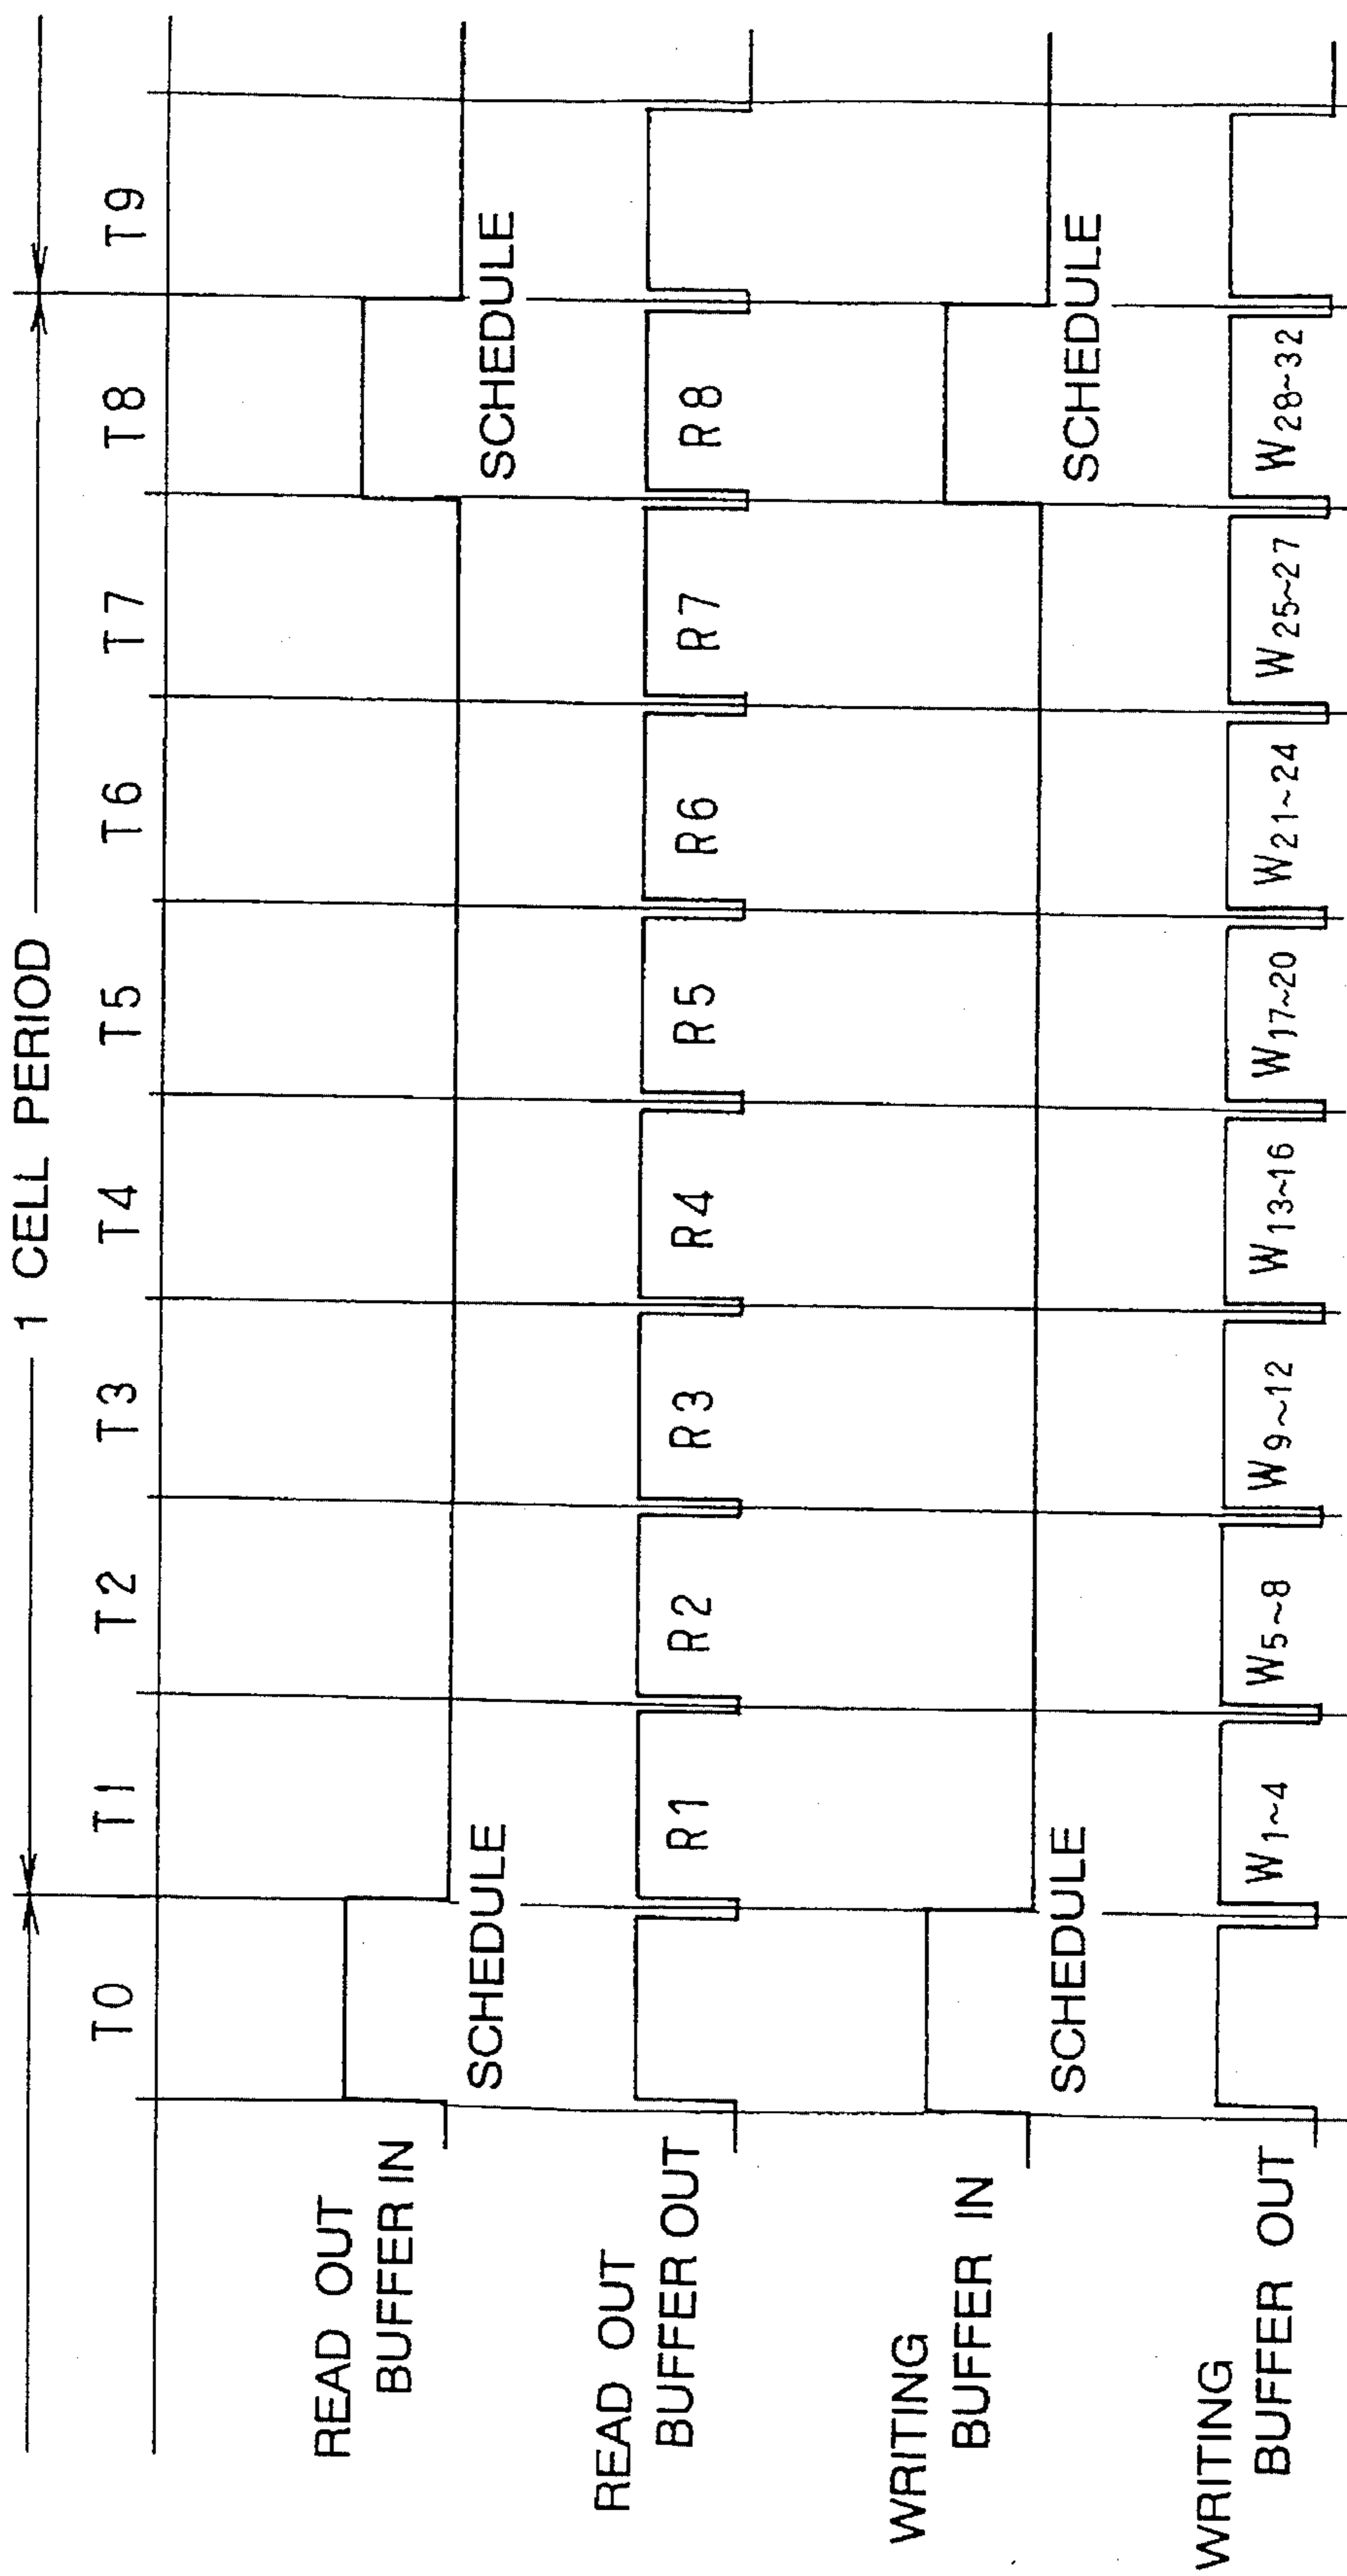 1 CELL PERIOD
T0 T1 T2 T3 T4 T5 T6 T7 T8 T9
READ OUT
BUFFER IN
SCHEDULE SCHEDULE
READ OUT
BUFFER OUT
R1 R2 R3 R4 R5 R6 R7 R8
WRITING
BUFFER IN
SCHEDULE SCHEDULE
WRITING
BUFFER OUT
W1~4 W5~8 W9~12 W13~16 W17~20 W21~24 W25~27 W28~32